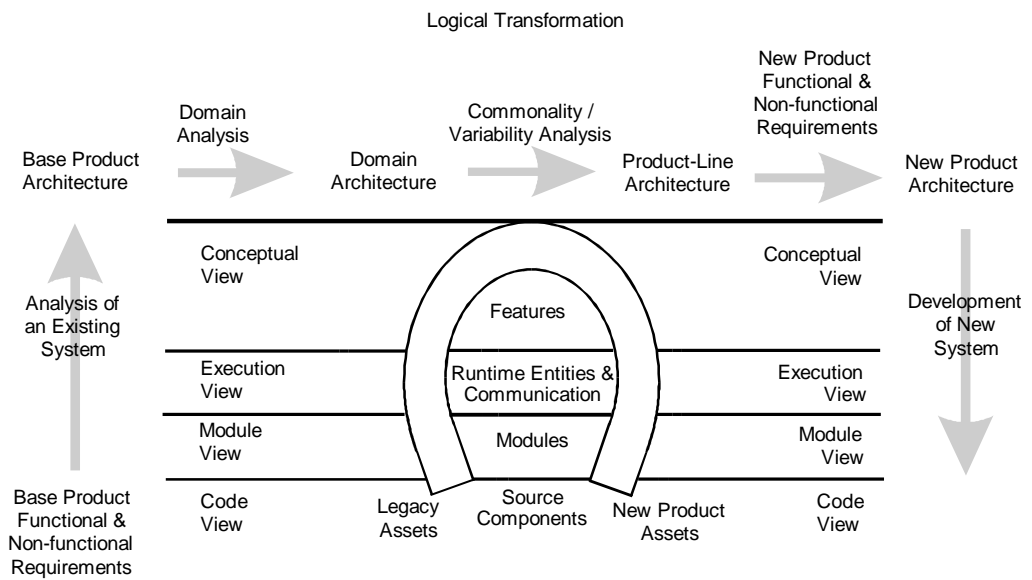 Logical Transformation
New Product
Functional &
Non-functional
Requirements
Domain
Analysis
Commonality /
Variability Analysis
Base Product
Architecture
Domain
Architecture
Product-Line
Architecture
New Product
Architecture
Conceptual
View
Conceptual
View
Analysis of
an Existing
System
Features
Development
of New
System
Execution
View
Runtime Entities &
Communication
Execution
View
Module
View
Modules
Module
View
Base Product
Functional &
Non-functional
Requirements
Code
View
Legacy
Assets
Source
Components
New Product
Assets
Code
View